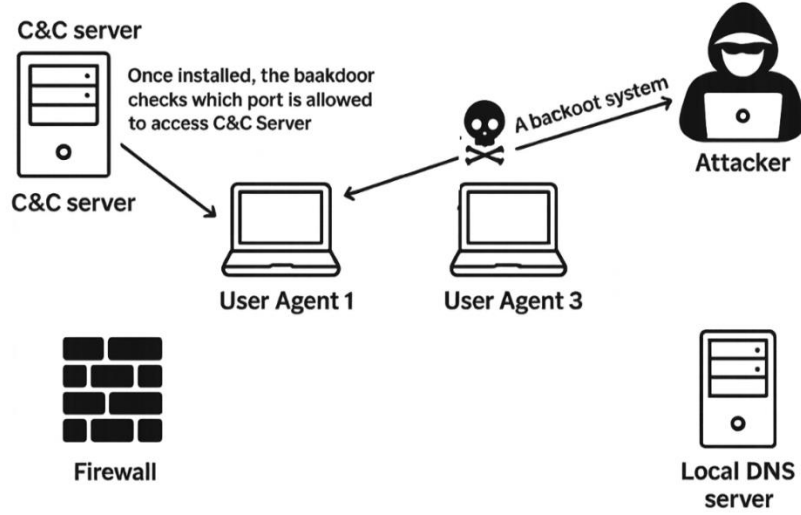 C&C server
Once installed, the baakdoor
checks which port is allowed
to access C&C Server
C&C server
A backoot system
Attacker
User Agent 1
User Agent 3
Firewall
Local DNS
server